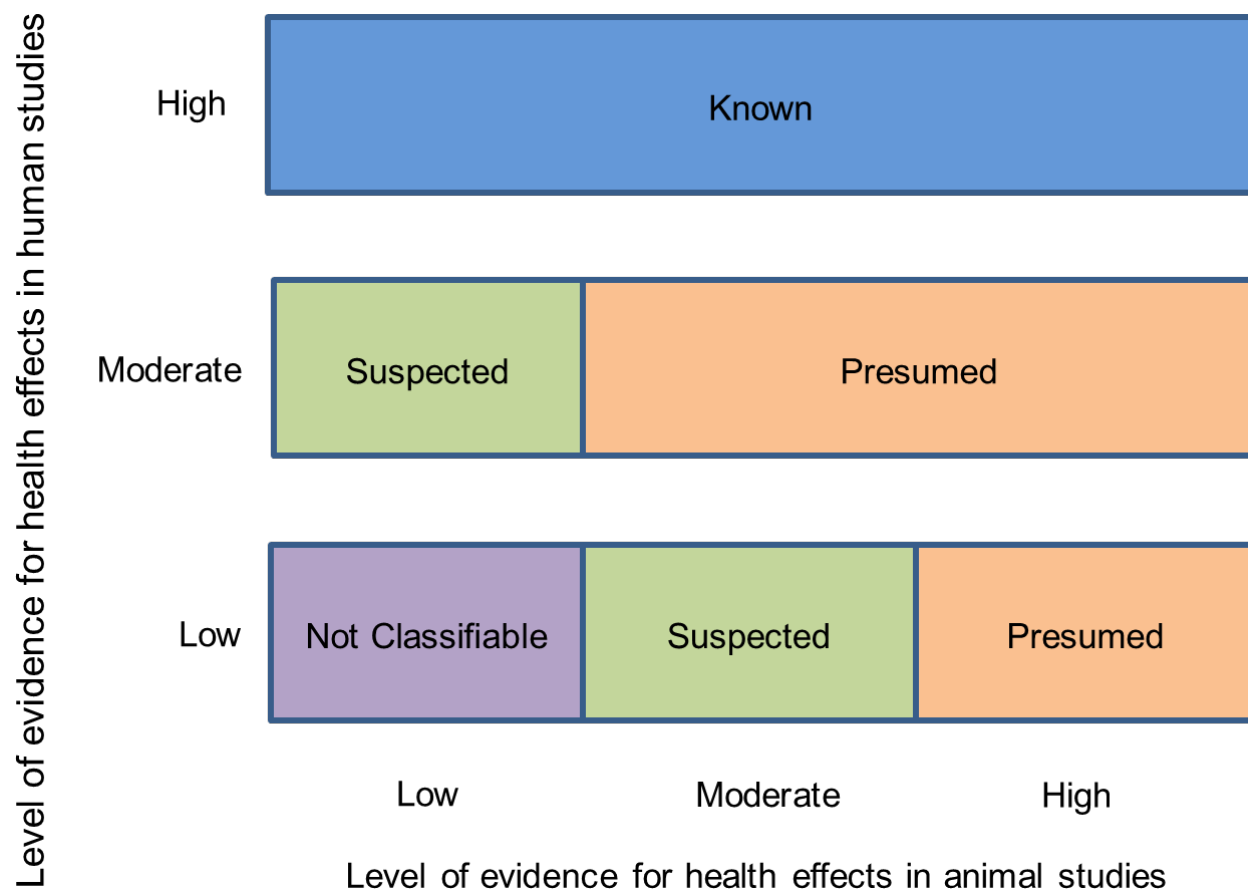 Level of evidence for health effects in human studies
High
Known
Moderate
Suspected
Presumed
Low
Not Classifiable
Suspected
Presumed
Low
Moderate
High
Level of evidence for health effects in animal studies